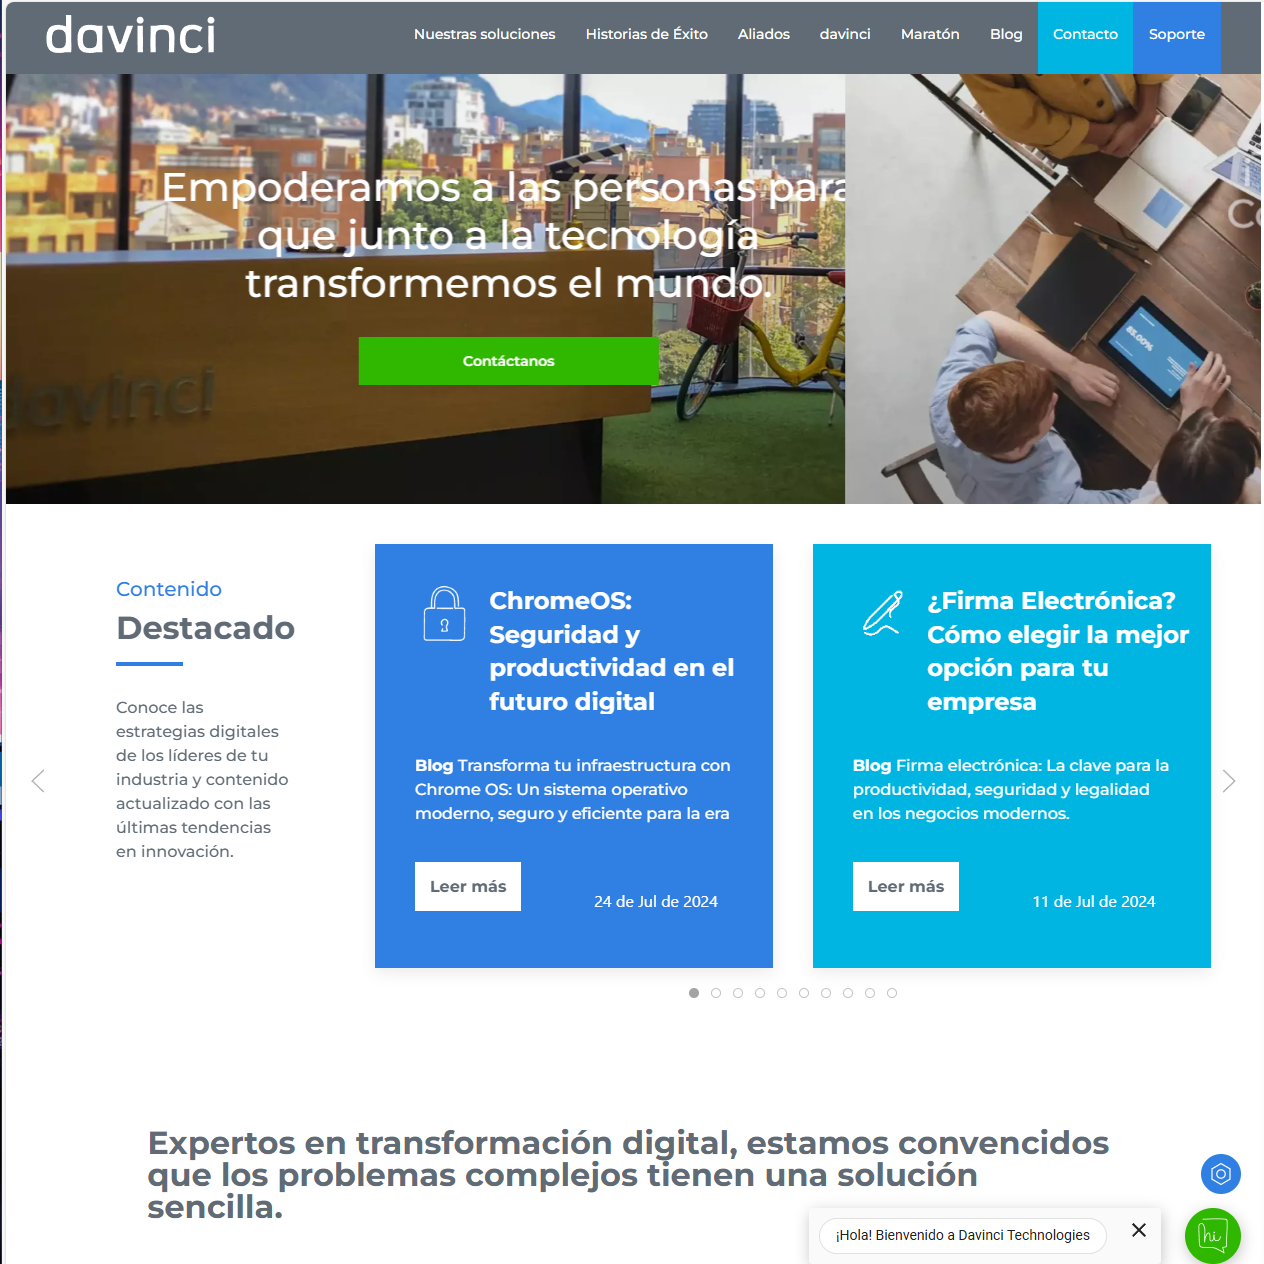 davinci
Nuestras soluciones
Historias de Éxito
Aliados
davinci
Maratón
Blog
Contacto
Soporte
Empoderamos a las personas para
que junto a la tecnología
transformemos el mundo.
Contáctanos
davinci
85.00%
Contenido
Destacado
Conoce las
estrategias digitales
de los líderes de tu
industria y contenido
actualizado con las
últimas tendencias
en innovación.
ChromeOS:
Seguridad y
productividad en el
futuro digital
Blog Transforma tu infraestructura con
Chrome OS: Un sistema operativo
moderno, seguro y eficiente para la era
Leer más
24 de Jul de 2024
¿Firma Electrónica?
Cómo elegir la mejor
opción para tu
empresa
Blog Firma electrónica: La clave para la
productividad, seguridad y legalidad
en los negocios modernos.
Leer más
11 de Jul de 2024
Expertos en transformación digital, estamos convencidos
que los problemas complejos tienen una solución
sencilla.
¡Hola! Bienvenido a Davinci Technologies
hi